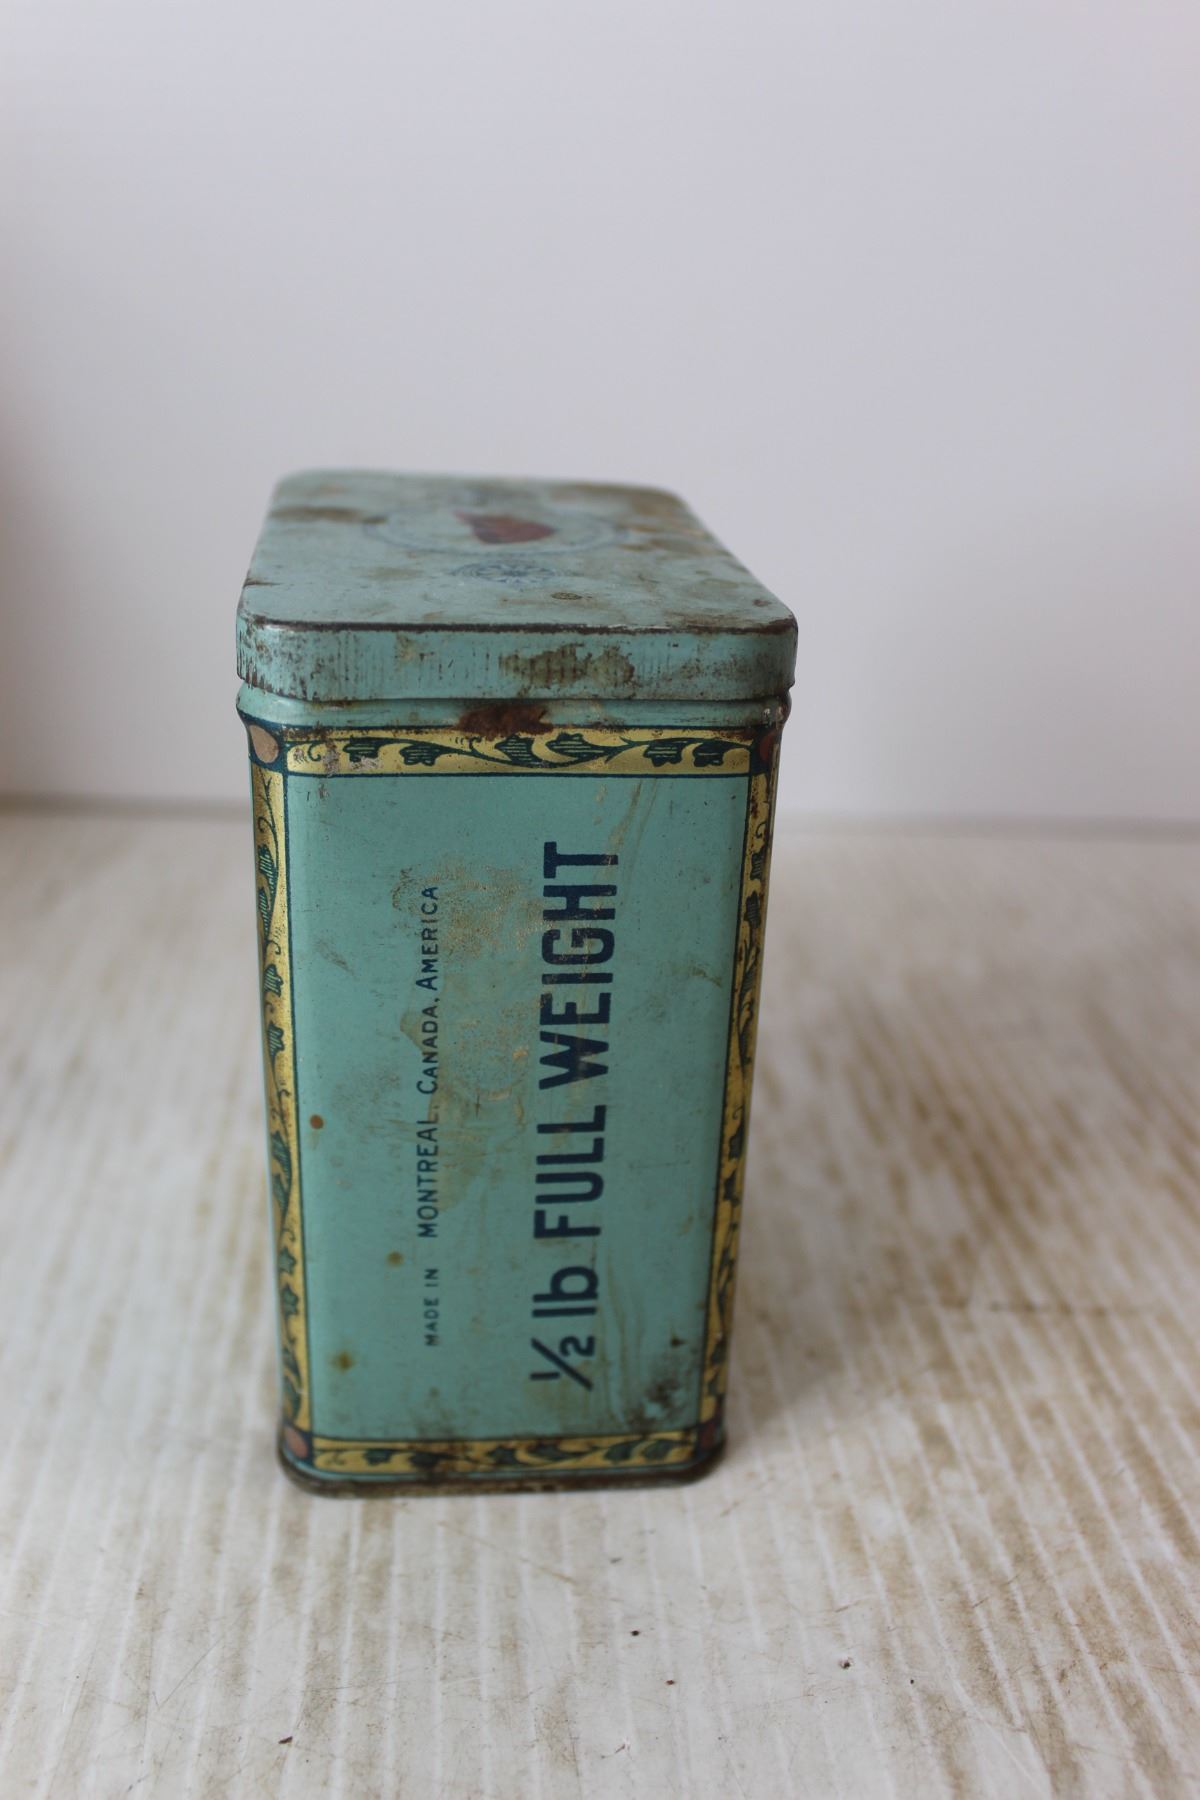 MADE IN MONTREAL, CANADA, AMERICA
½ lb FULL WEIGHT